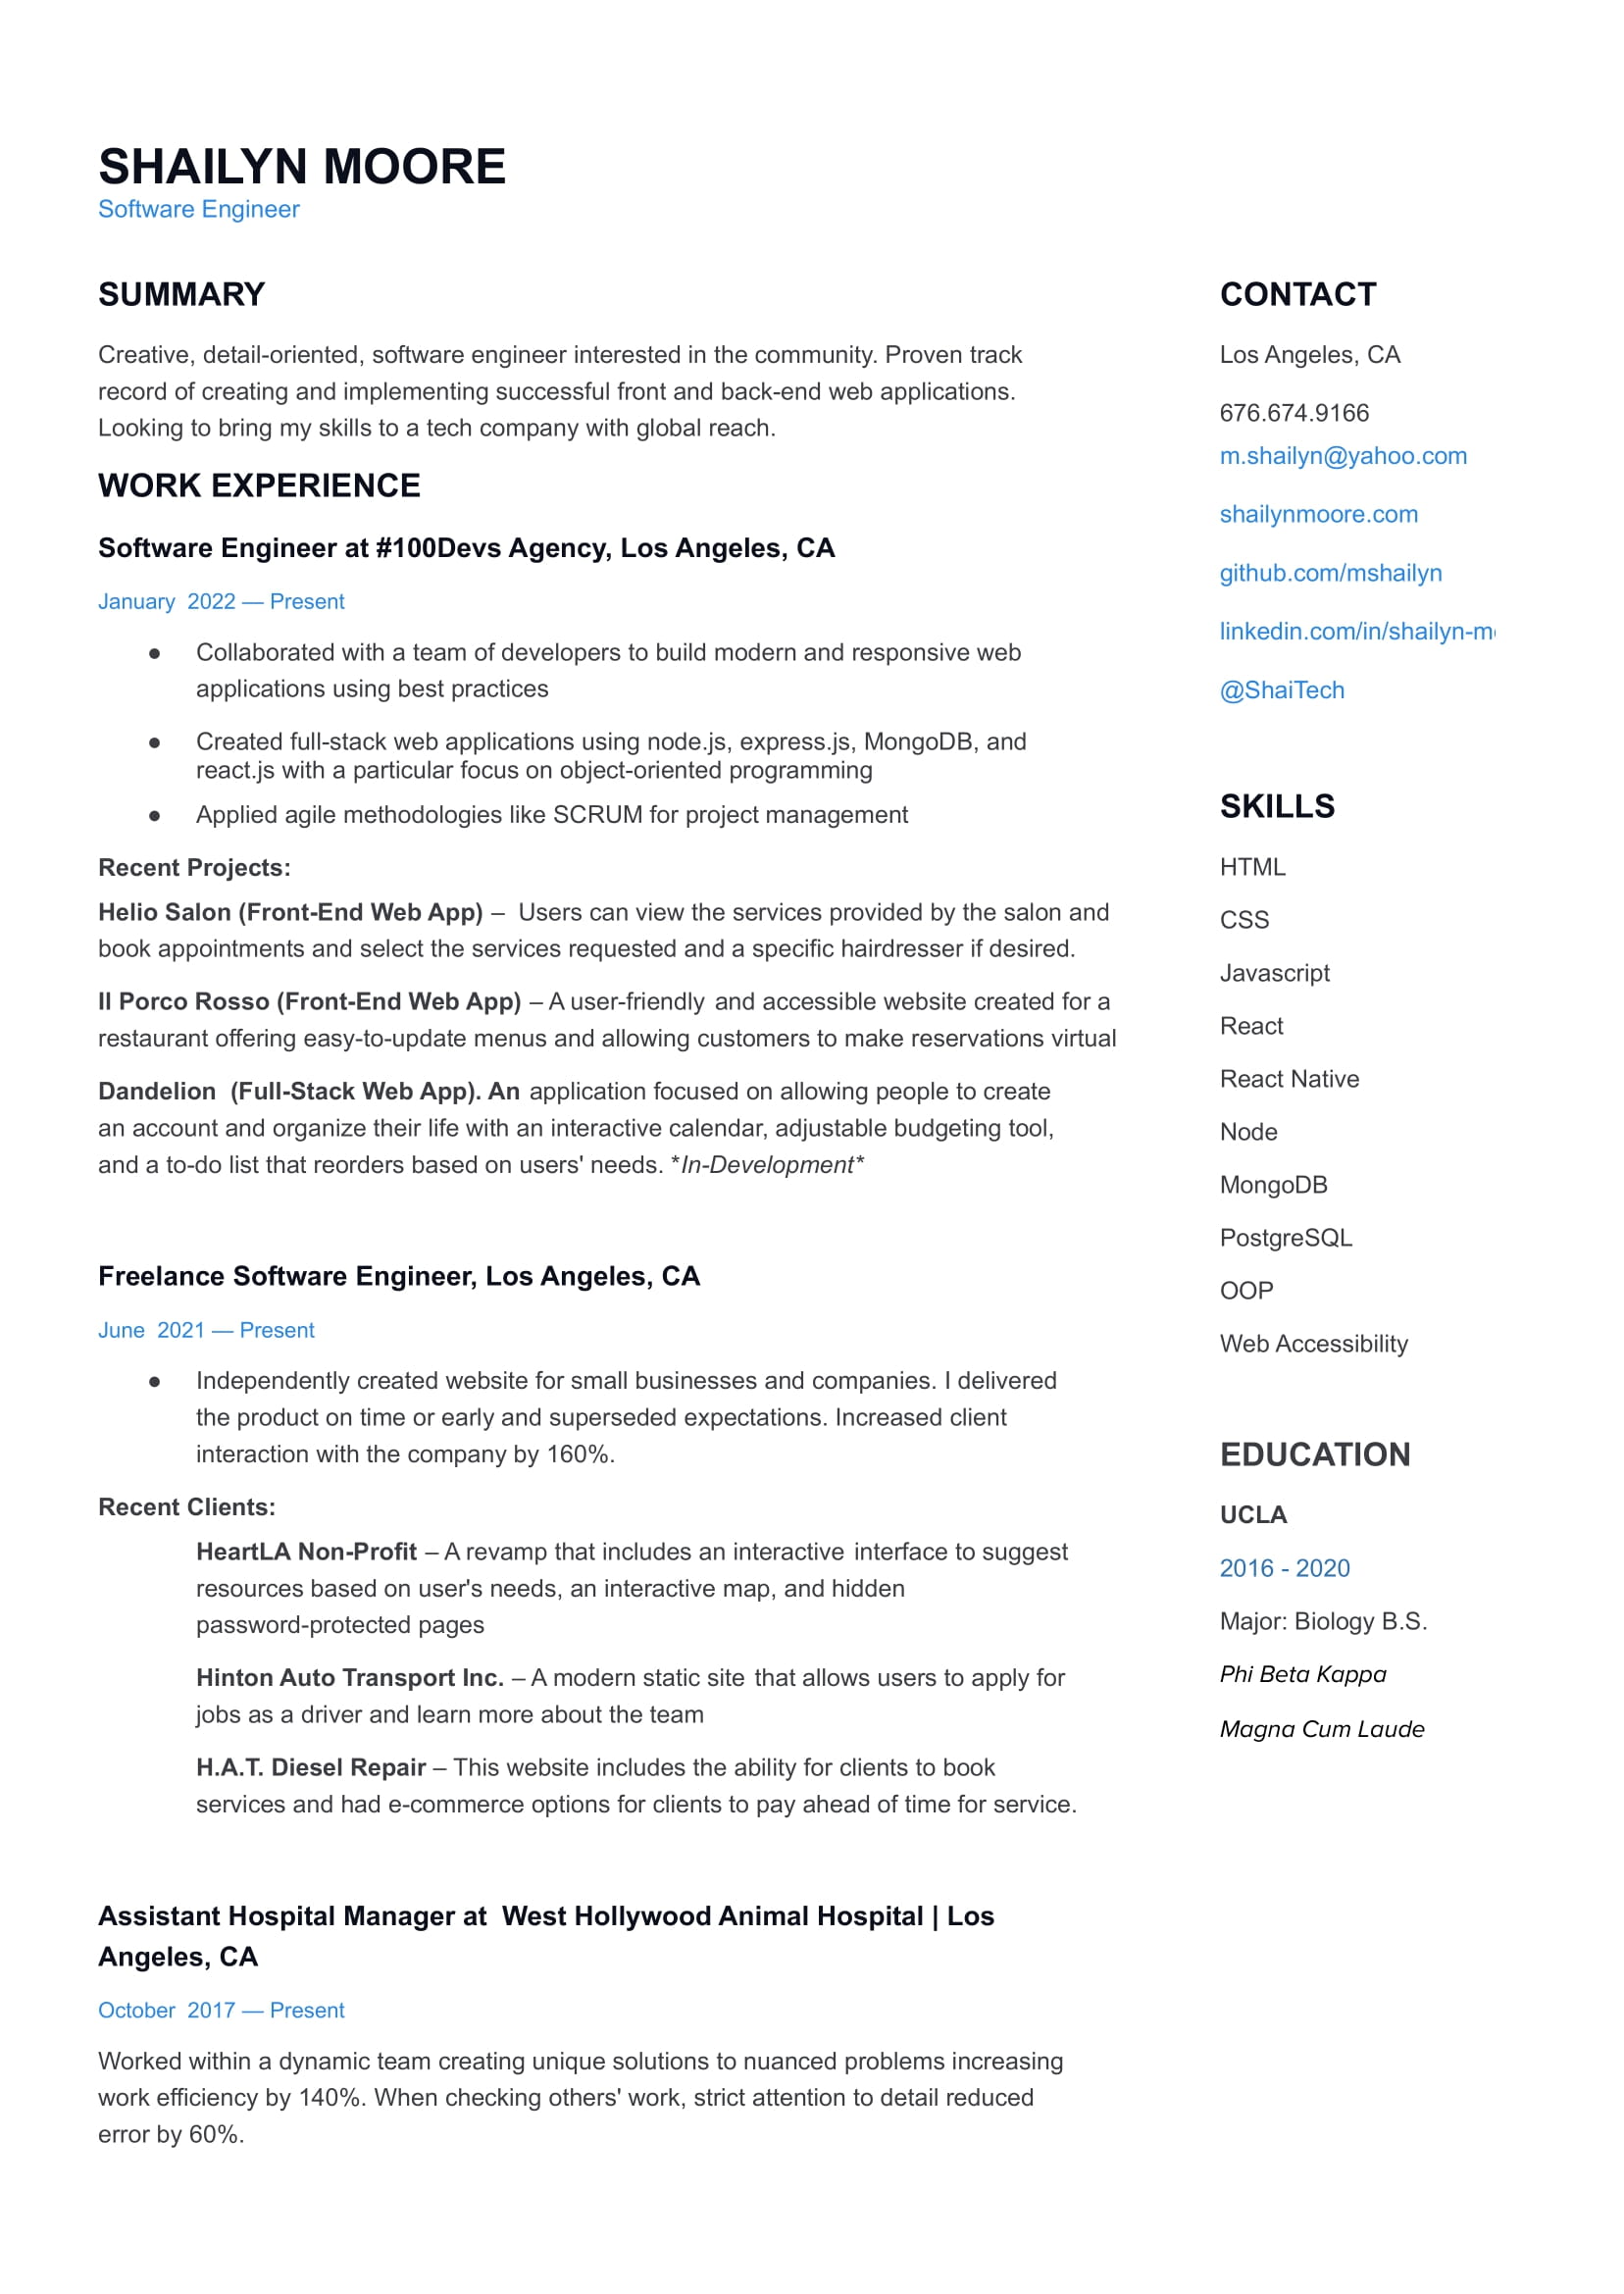 SHAILYN MOORE
Software Engineer
SUMMARY
Creative, detail-oriented, software engineer interested in the community. Proven track
record of creating and implementing successful front and back-end web applications.
Looking to bring my skills to a tech company with global reach.
WORK EXPERIENCE
Software Engineer at #100Devs Agency, Los Angeles, CA
January 2022 — Present
● Collaborated with a team of developers to build modern and responsive web
applications using best practices
● Created full-stack web applications using node.js, express.js, MongoDB, and
react.js with a particular focus on object-oriented programming
● Applied agile methodologies like SCRUM for project management
Recent Projects:
Helio Salon (Front-End Web App) – Users can view the services provided by the salon and
book appointments and select the services requested and a specific hairdresser if desired.
Il Porco Rosso (Front-End Web App) – A user-friendly and accessible website created for a
restaurant offering easy-to-update menus and allowing customers to make reservations virtual
Dandelion (Full-Stack Web App). An application focused on allowing people to create
an account and organize their life with an interactive calendar, adjustable budgeting tool,
and a to-do list that reorders based on users' needs. *In-Development*
Freelance Software Engineer, Los Angeles, CA
June 2021 — Present
● Independently created website for small businesses and companies. I delivered
the product on time or early and superseded expectations. Increased client
interaction with the company by 160%.
Recent Clients:
HeartLA Non-Profit – A revamp that includes an interactive interface to suggest
resources based on user's needs, an interactive map, and hidden
password-protected pages
Hinton Auto Transport Inc. – A modern static site that allows users to apply for
jobs as a driver and learn more about the team
H.A.T. Diesel Repair – This website includes the ability for clients to book
services and had e-commerce options for clients to pay ahead of time for service.
Assistant Hospital Manager at West Hollywood Animal Hospital | Los
Angeles, CA
October 2017 — Present
Worked within a dynamic team creating unique solutions to nuanced problems increasing
work efficiency by 140%. When checking others' work, strict attention to detail reduced
error by 60%.
CONTACT
Los Angeles, CA
676.674.9166
m.shailyn@yahoo.com
shailynmoore.com
github.com/mshailyn
linkedin.com/in/shailyn-m
@ShaiTech
SKILLS
HTML
CSS
Javascript
React
React Native
Node
MongoDB
PostgreSQL
OOP
Web Accessibility
EDUCATION
UCLA
2016 - 2020
Major: Biology B.S.
Phi Beta Kappa
Magna Cum Laude